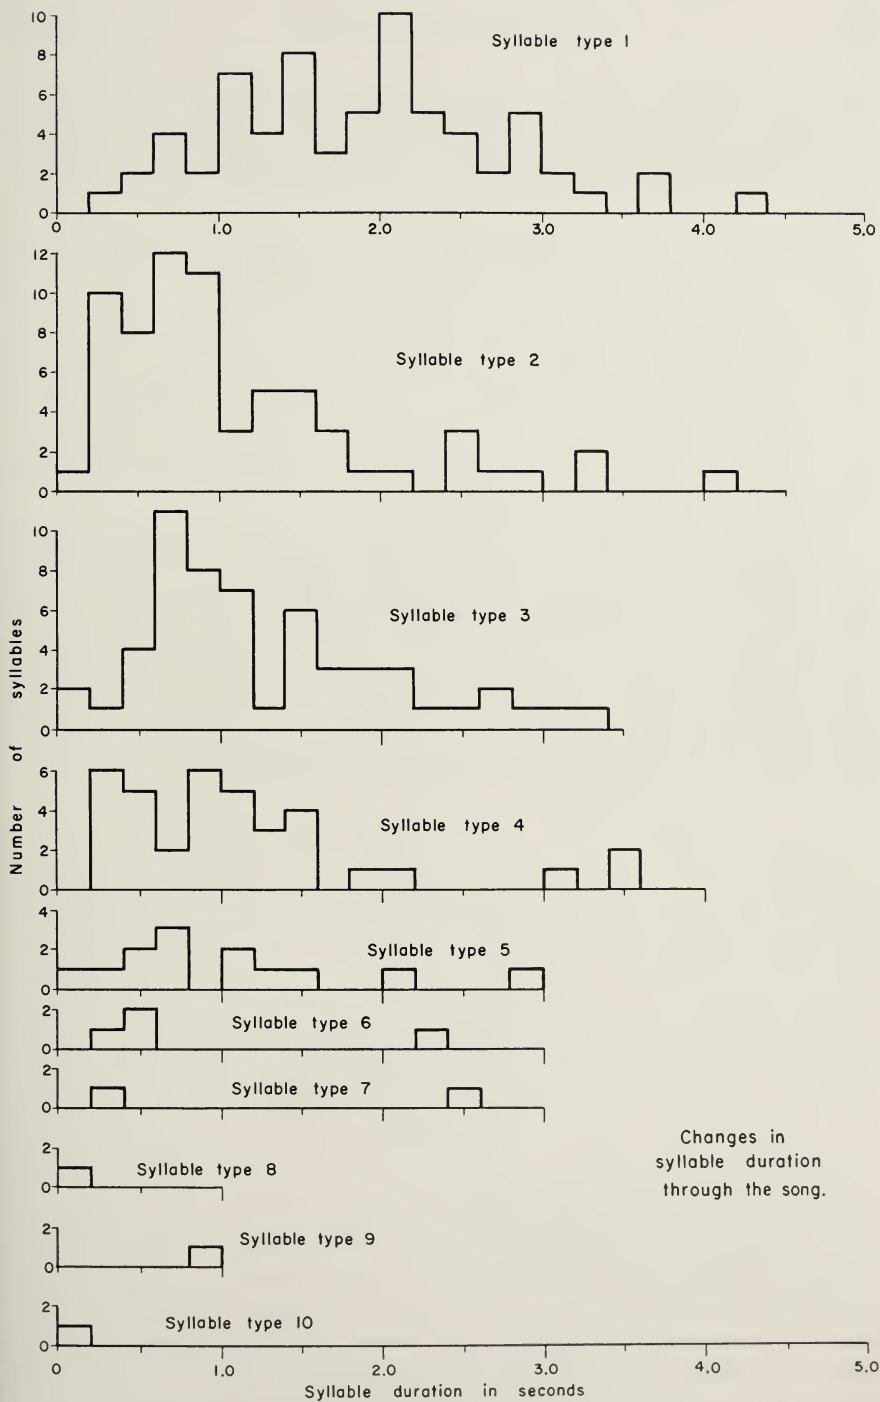 10
8
6
4
2
0
Syllable type 1
0 1.0 2.0 3.0 4.0 5.0
12
10
8
6
4
2
0
Syllable type 2
10
8
6
4
2
0
Syllable type 3
Number of syllables
6
4
2
0
Syllable type 4
4
2
0
Syllable type 5
2
0
Syllable type 6
2
0
Syllable type 7
2
0
Syllable type 8
2
0
Syllable type 9
2
0
Syllable type 10
0 1.0 2.0 3.0 4.0 5.0
Syllable duration in seconds
Changes in
syllable duration
through the song.